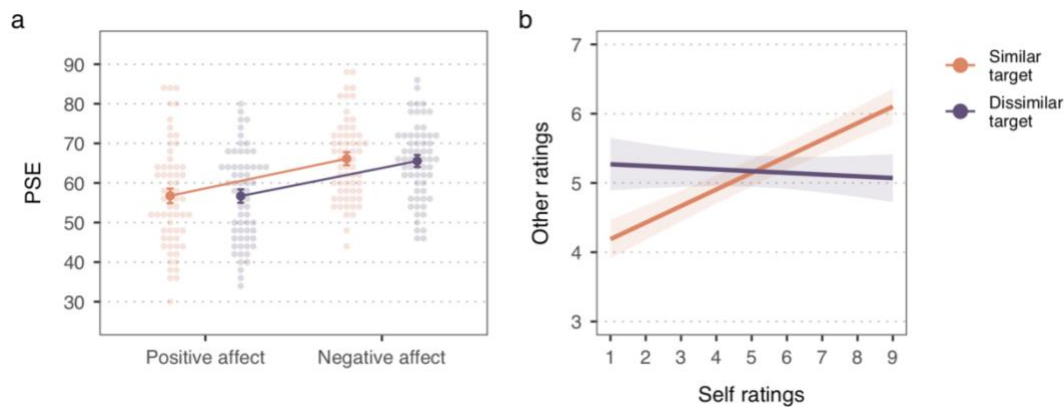 a
PSE
90
80
70
60
50
40
30
Positive affect
Negative affect
b
Other ratings
7
6
5
4
3
1 2 3 4 5 6 7 8 9
Self ratings
Similar
target
Dissimilar
target